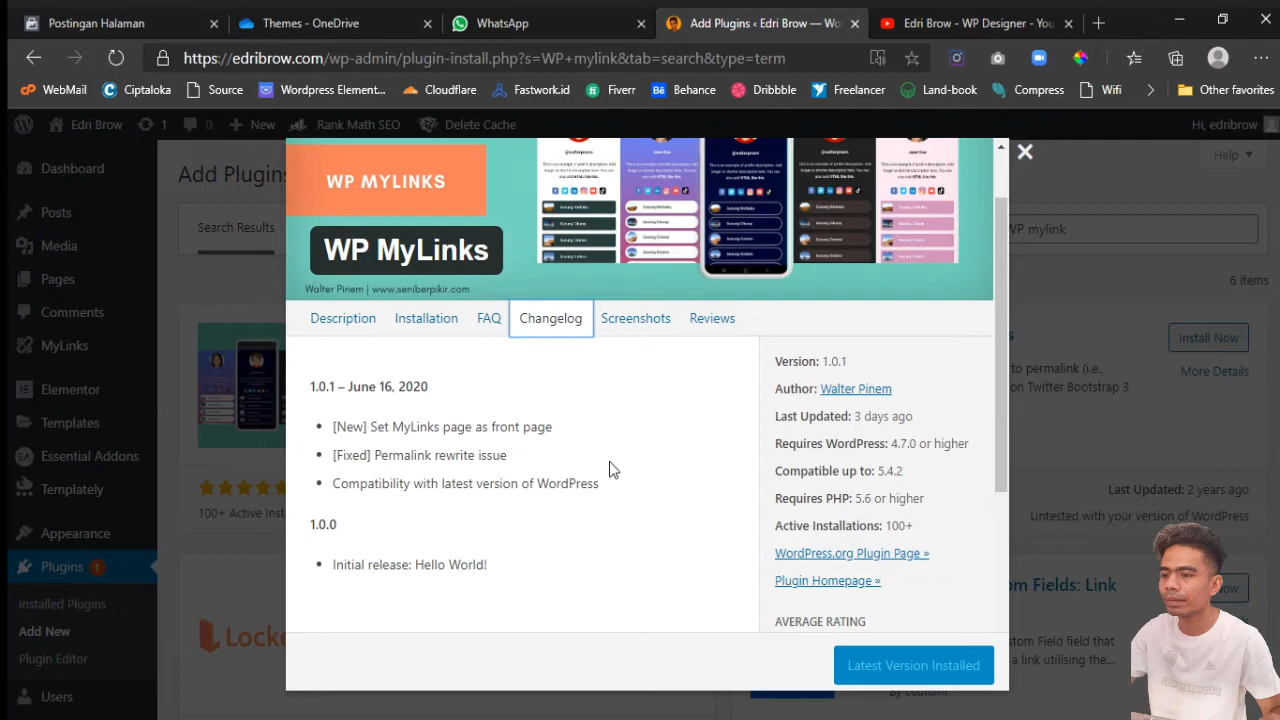 Postingan Halaman
Themes - OneDrive
WhatsApp
Add Plugins ‹ Edri Brow — Wo
Edri Brow - WP Designer - You
https://edribrow.com/wp-admin/plugin-install.php?s=WP+mylink&tab=search&type=term
WebMail
Ciptaloka
Source
Wordpress Element...
Cloudflare
Fastwork.id
Fiverr
Behance
Dribbble
Freelancer
Land-book
Compress
Wifi
Other favorites
Edri Brow
1
0
New
Rank Math SEO
Delete Cache
Hi, edribrow
Dashboard
Posts
Media
Pages
Comments
MyLinks
Elementor
Templates
Essential Addons
Templately
Appearance
Plugins 1
Installed Plugins
Add New
Plugin Editor
Users
Add Plugins
Results
Help
WP mylink
6 items
WP MYLINKS
WP MyLinks
Walter Pinem | www.seniberpikir.com
Description
Installation
FAQ
Changelog
Screenshots
Reviews
1.0.1 – June 16, 2020
[New] Set MyLinks page as front page
[Fixed] Permalink rewrite issue
Compatibility with latest version of WordPress
1.0.0
Initial release: Hello World!
Version: 1.0.1
Author: Walter Pinem
Last Updated: 3 days ago
Requires WordPress: 4.7.0 or higher
Compatible up to: 5.4.2
Requires PHP: 5.6 or higher
Active Installations: 100+
WordPress.org Plugin Page »
Plugin Homepage »
AVERAGE RATING
Latest Version Installed
Install Now
More Details
to permalink (i.e.,
on Twitter Bootstrap 3
100+ Active Inst
Last Updated: 2 years ago
Untested with your version of WordPress
Locke
om Fields: Link
Now
stom Field field that
a link utilising the...